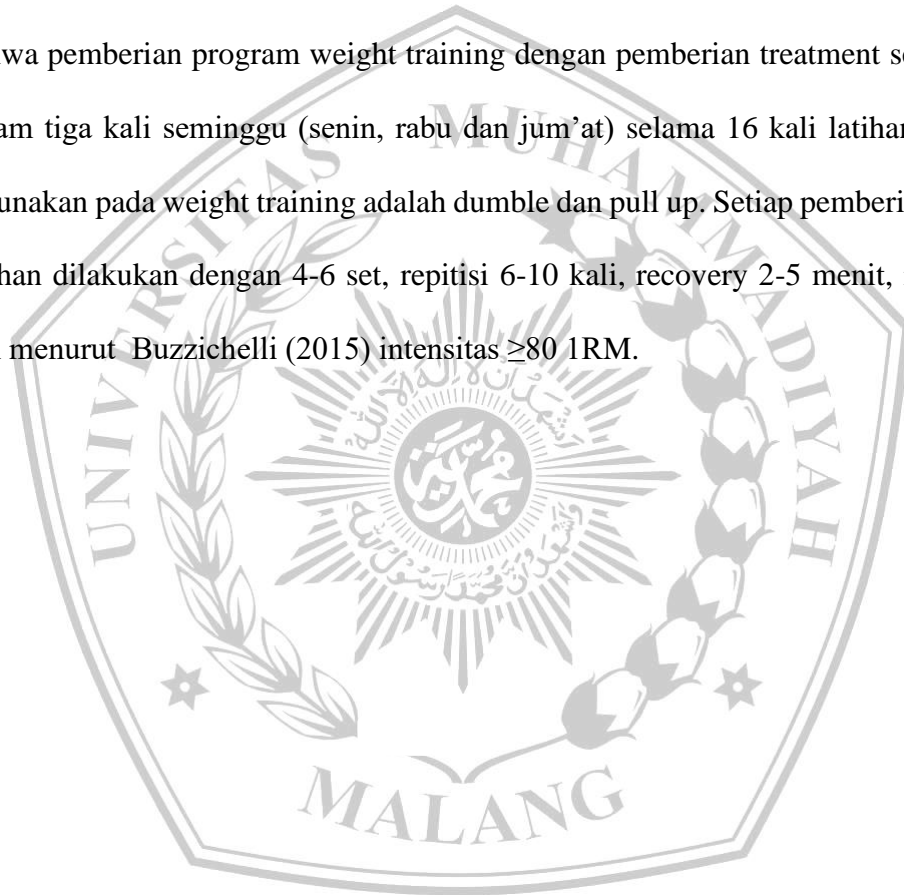 wa pemberian program weight training dengan pemberian treatment s
am tiga kali seminggu (senin, rabu dan jum’at) selama 16 kali latihan
unakan pada weight training adalah dumble dan pull up. Setiap pemberi
han dilakukan dengan 4-6 set, repitisi 6-10 kali, recovery 2-5 menit,
menurut Buzzichelli (2015) intensitas ≥80 1RM.
UNIVERSITAS MUHAMMADIYAH
MALANG